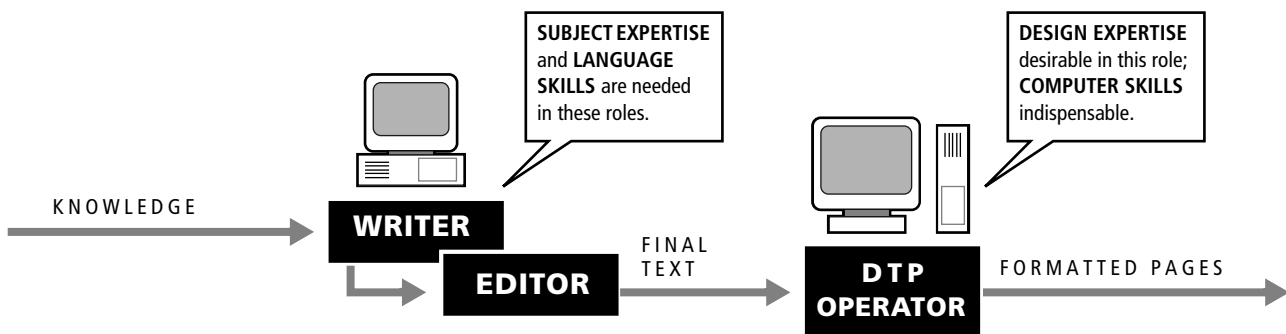 SUBJECT EXPERTISE
and LANGUAGE
SKILLS are needed
in these roles.
DESIGN EXPERTISE
desirable in this role;
COMPUTER SKILLS
indispensable.
KNOWLEDGE
WRITER
EDITOR
FINAL
TEXT
DTP
OPERATOR
FORMATTED PAGES